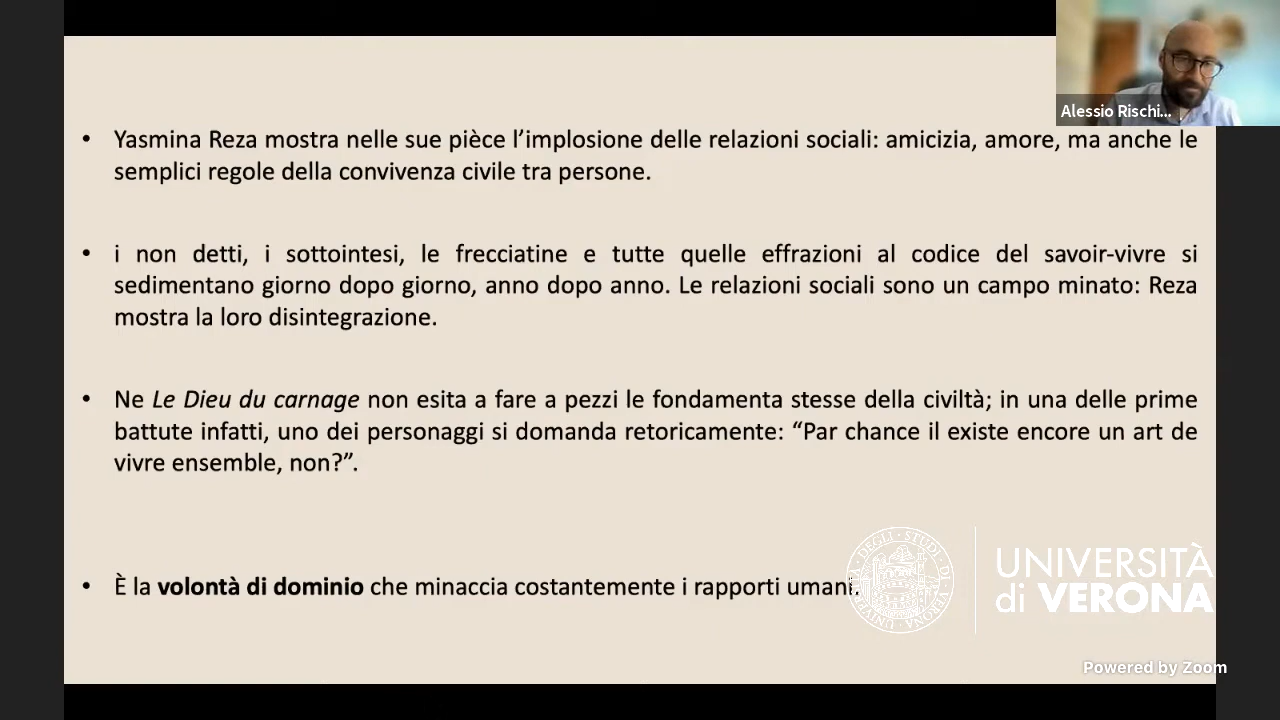 Alessio Rischi...
• Yasmina Reza mostra nelle sue pièce l’implosione delle relazioni sociali: amicizia, amore, ma anche le
semplici regole della convivenza civile tra persone.
• i non detti, i sottointesi, le frecciatine e tutte quelle effrazioni al codice del savoir-vivre si
sedimentano giorno dopo giorno, anno dopo anno. Le relazioni sociali sono un campo minato: Reza
mostra la loro disintegrazione.
• Ne Le Dieu du carnage non esita a fare a pezzi le fondamenta stesse della civiltà; in una delle prime
battute infatti, uno dei personaggi si domanda retoricamente: “Par chance il existe encore un art de
vivre ensemble, non?”.
• È la volontà di dominio che minaccia costantemente i rapporti umani.
UNIVERSITÀ
di VERONA
Powered by Zoom